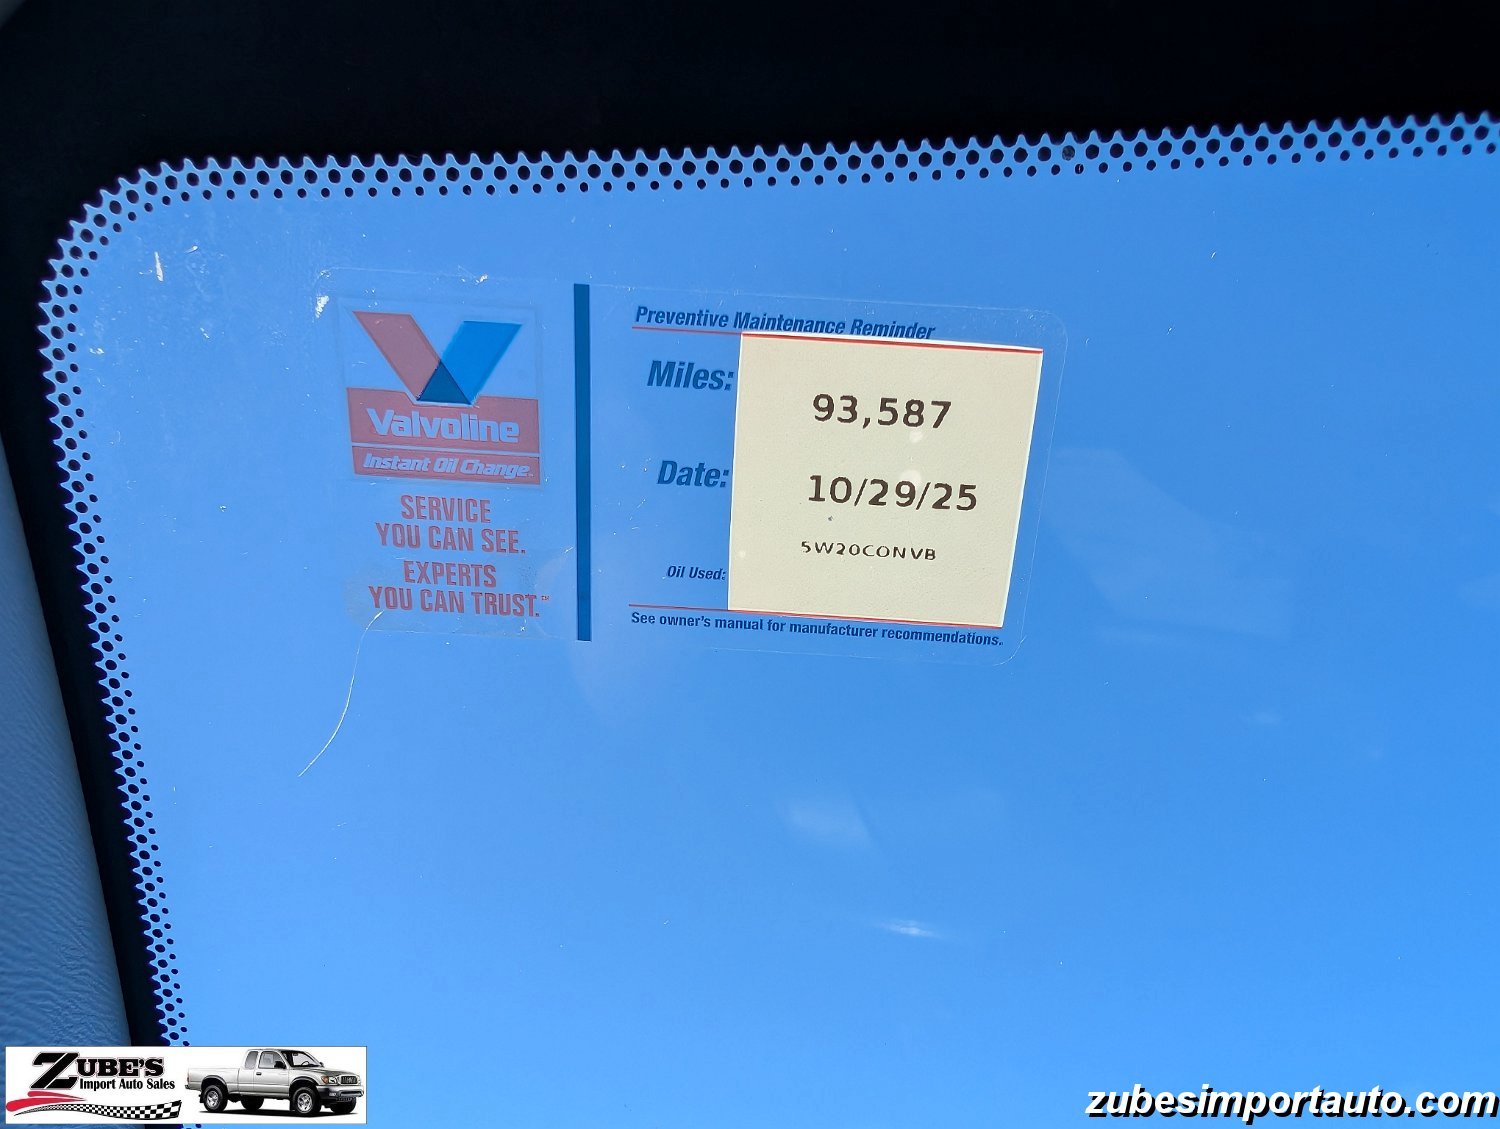 Valvoline
Instant Oil Change.
SERVICE
YOU CAN SEE.
EXPERTS
YOU CAN TRUST.™
Preventive Maintenance Reminder
Miles: 93,587
Date: 10/29/25
5W20CONVB
Oil Used:
See owner's manual for manufacturer recommendations.
ZUBE'S
Import Auto Sales
zubesimportauto.com